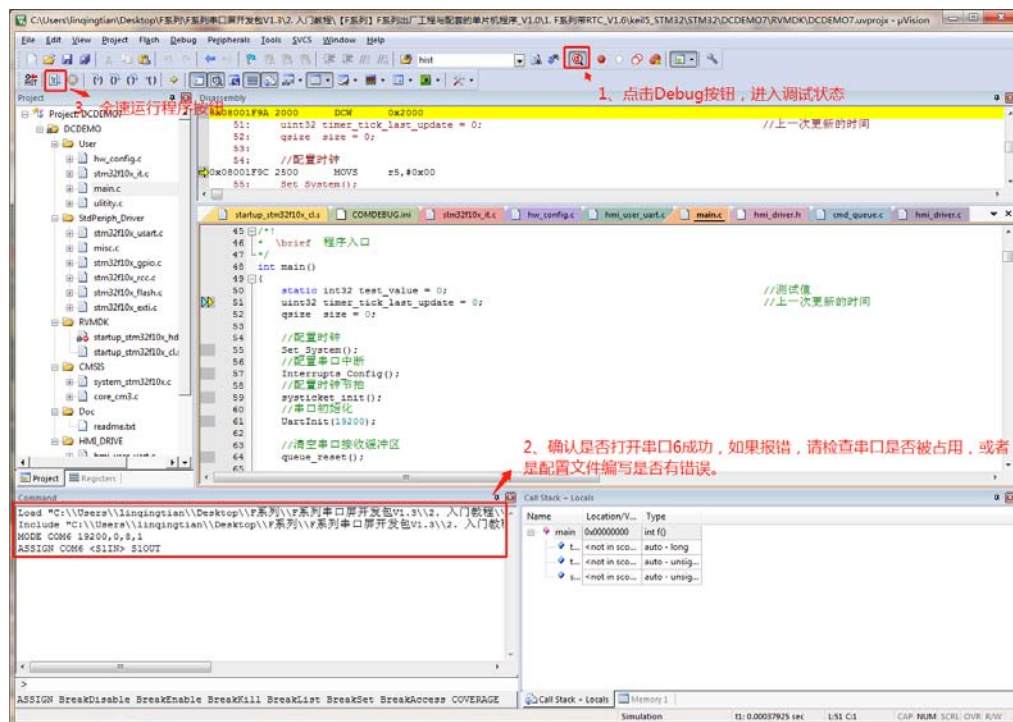 C:\Users\linqingtian\Desktop\F系列\F系列串口屏开发包V1.3\2. 入门教程\【F系列】F系列出厂工程与配套的单片机程序_V1.0\1. F系列带RTC_V1.6\keil5_STM32\STM32\DCDEMO7\RVMDK\DCDEMO7.uvprojx - µVision
File Edit View Project Flash Debug Peripherals Tools SVCS Window Help
hist
1、点击Debug按钮，进入调试状态
3、全速运行程序按钮
Project
Project: DCDEMO7
DCDEMO
User
hw_config.c
stm32f10x_it.c
main.c
ulitity.c
StdPeriph_Driver
stm32f10x_usart.c
misc.c
stm32f10x_gpio.c
stm32f10x_rcc.c
stm32f10x_flash.c
stm32f10x_exti.c
RVMDK
startup_stm32f10x_hd
startup_stm32f10x_cl.
CMSIS
system_stm32f10x.c
core_cm3.c
Doc
readme.txt
HMI_DRIVE
Project Registers
Disassembly
0x08001F9A 2000 DCW 0x2000
51: uint32 timer_tick_last_update = 0; //上一次更新的时间
52: qsize size = 0;
53:
54: //配置时钟
0x08001F9C 2500 MOVS r5,#0x00
55: Set_System();
startup_stm32f10x_cl.s COMDEBUG.ini stm32f10x_it.c hw_config.c hmi_user_uart.c main.c hmi_driver.h cmd_queue.c hmi_driver.c
45 /*!
46 * \brief 程序入口
47 */
48 int main()
49 {
50 static int32 test_value = 0; //测试值
51 uint32 timer_tick_last_update = 0; //上一次更新的时间
52 qsize size = 0;
53
54 //配置时钟
55 Set_System();
56 //配置串口中断
57 Interrupts_Config();
58 //配置时钟节拍
59 systicket_init();
60 //串口初始化
61 UartInit(19200);
62
63 //清空串口接收缓冲区
64 queue_reset();
65
2、确认是否打开串口6成功，如果报错，请检查串口是否被占用，或者
是配置文件编写是否有错误。
Command
Load "C:\\Users\\linqingtian\\Desktop\\F系列\\F系列串口屏开发包V1.3\\2. 入门教程\\
Include "C:\\Users\\linqingtian\\Desktop\\F系列\\F系列串口屏开发包V1.3\\2. 入门教
MODE COM6 19200,0,8,1
ASSIGN COM6 <S1IN> S1OUT
>
ASSIGN BreakDisable BreakEnable BreakKill BreakList BreakSet BreakAccess COVERAGE
Call Stack + Locals
Name Location/V... Type
main 0x00000000 int f()
t... <not in sco... auto - long
t... <not in sco... auto - unsig...
s... <not in sco... auto - unsig...
Call Stack + Locals Memory 1
Simulation t1: 0.00037925 sec L:51 C:1 CAP NUM SCRL OVR R/W